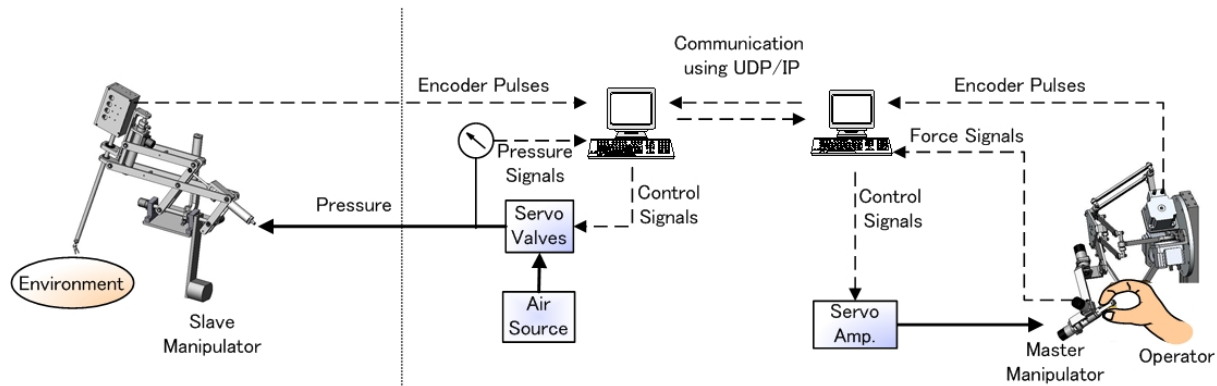 Communication
using UDP/IP
Encoder Pulses
Encoder Pulses
Force Signals
Pressure
Signals
Pressure
Control
Signals
Control
Signals
Servo
Valves
Environment
Air
Source
Servo
Amp.
Slave
Manipulator
Master
Manipulator
Operator